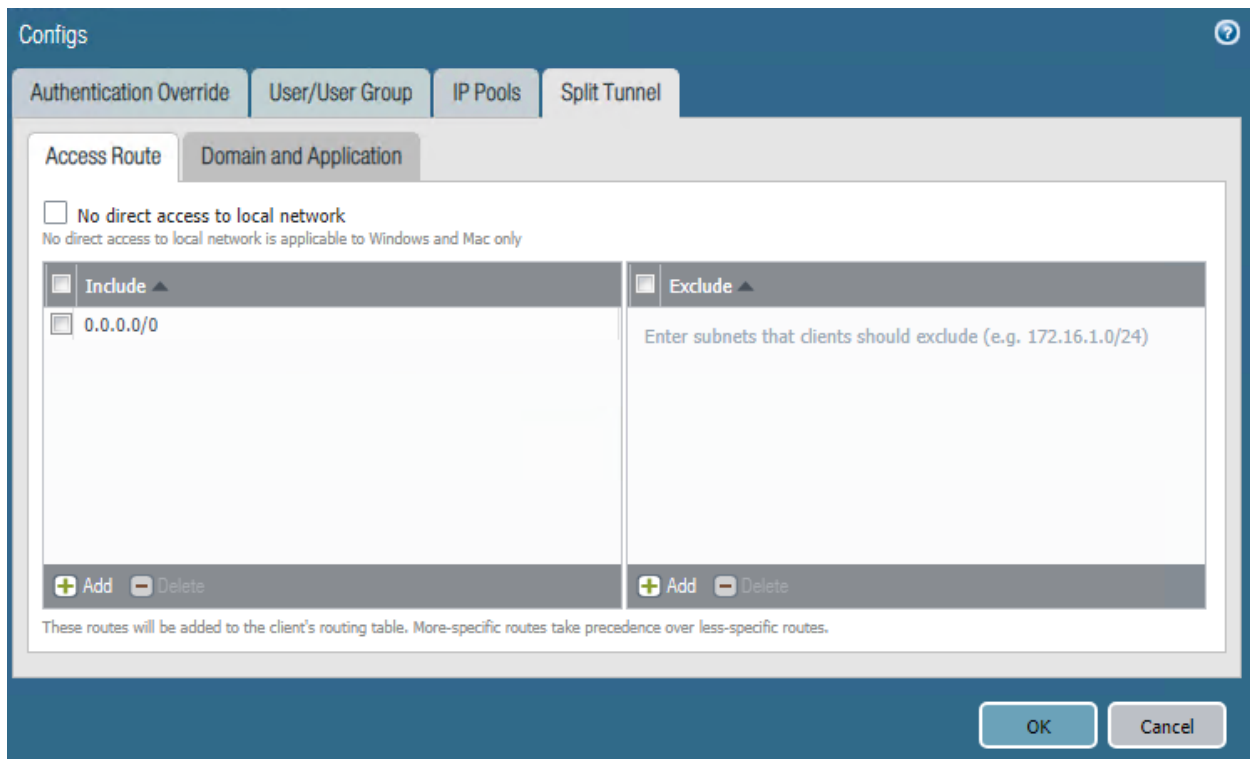 Configs
Authentication Override User/User Group IP Pools Split Tunnel
Access Route Domain and Application
No direct access to local network
No direct access to local network is applicable to Windows and Mac only
Include Exclude
0.0.0.0/0
Enter subnets that clients should exclude (e.g. 172.16.1.0/24)
Add Delete Add Delete
These routes will be added to the client's routing table. More-specific routes take precedence over less-specific routes.
OK Cancel